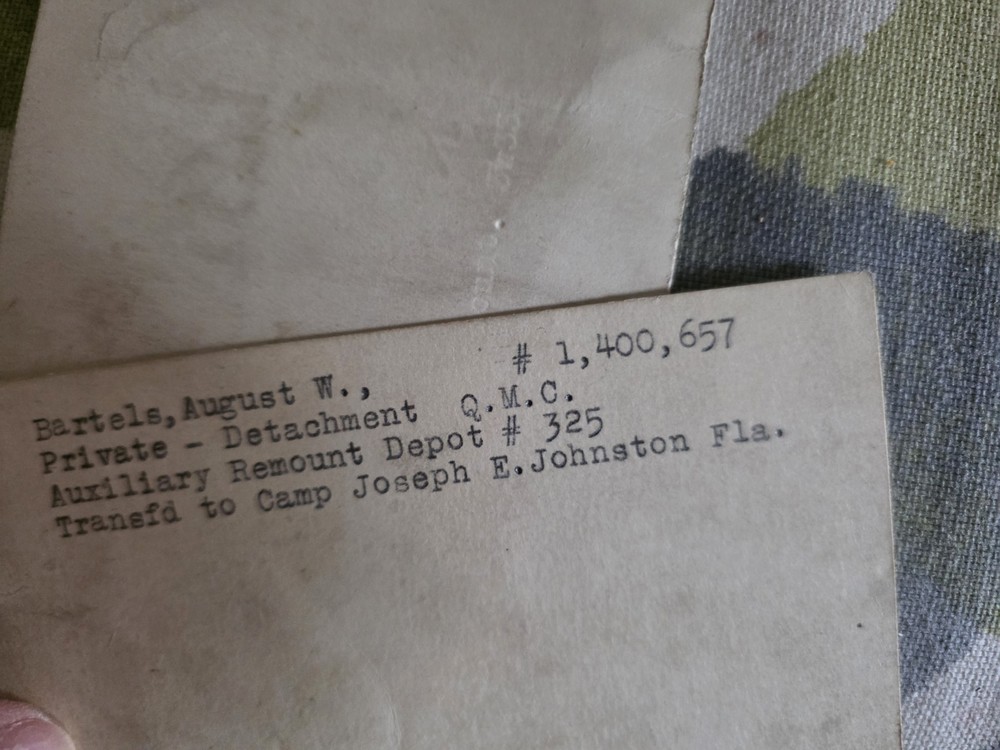 Bartels,August W.,    # 1,400,657
Private - Detachment  Q.M.C.
Auxiliary Remount Depot # 325
Transfd to Camp Joseph E.Johnston Fla.